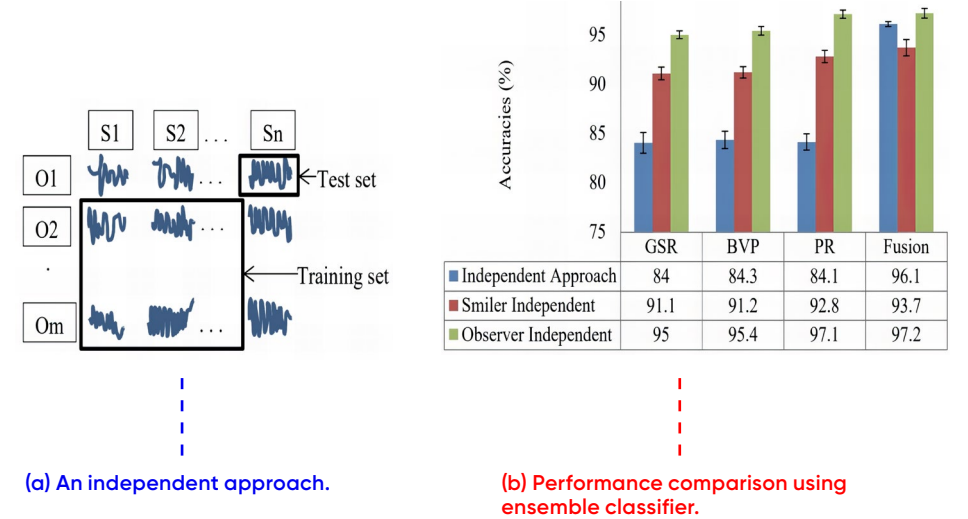 S1 S2 ... Sn
O1 ... Test set
O2 ...
.
Training set
Om ...
(a) An independent approach.
Accuracies (%)
95
90
85
80
75
GSR BVP PR Fusion
Independent Approach 84 84.3 84.1 96.1
Smiler Independent 91.1 91.2 92.8 93.7
Observer Independent 95 95.4 97.1 97.2
(b) Performance comparison using
ensemble classifier.